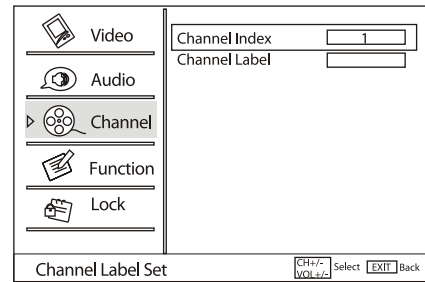 Video
Audio
Channel
Function
Lock
Channel Index 1
Channel Label
Channel Label Set
CH+/- VOL+/- Select EXIT Back